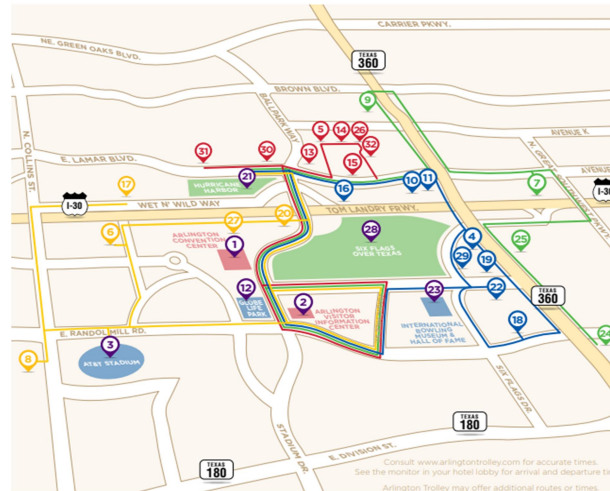 CARRIER PKWY.
NE. GREEN OAKS BLVD.
TEXAS
360
BROWN BLVD.
9
BALLPARK WAY
5
14
26
AVENUE K
N. COLLINS ST.
31
30
13
32
E. LAMAR BLVD.
15
AVENUE
21
10
11
7
17
16
HURRICANE
HARBOR
I-30
WET N' WILD WAY
I-30
TOM LANDRY FRWY.
20
27
28
6
ARLINGTON
CONVENTION
CENTER
1
SIX FLAGS
OVER TEXAS
4
25
29
19
12
2
23
22
TEXAS
360
GLOBE
LIFE
PARK
ARLINGTON
VISITOR
INFORMATION
CENTER
E. RANDOL MILL RD.
INTERNATIONAL
BOWLING
MUSEUM &
HALL OF FAME
18
24
3
8
AT&T STADIUM
SIX FLAGS DR.
STADIUM DR.
TEXAS
180
E. DIVISION ST.
TEXAS
180
Consult www.arlingtontrolley.com for accurate times.
See the monitor in your hotel lobby for arrival and departure
Arlington Trolley may offer additional routes or times.